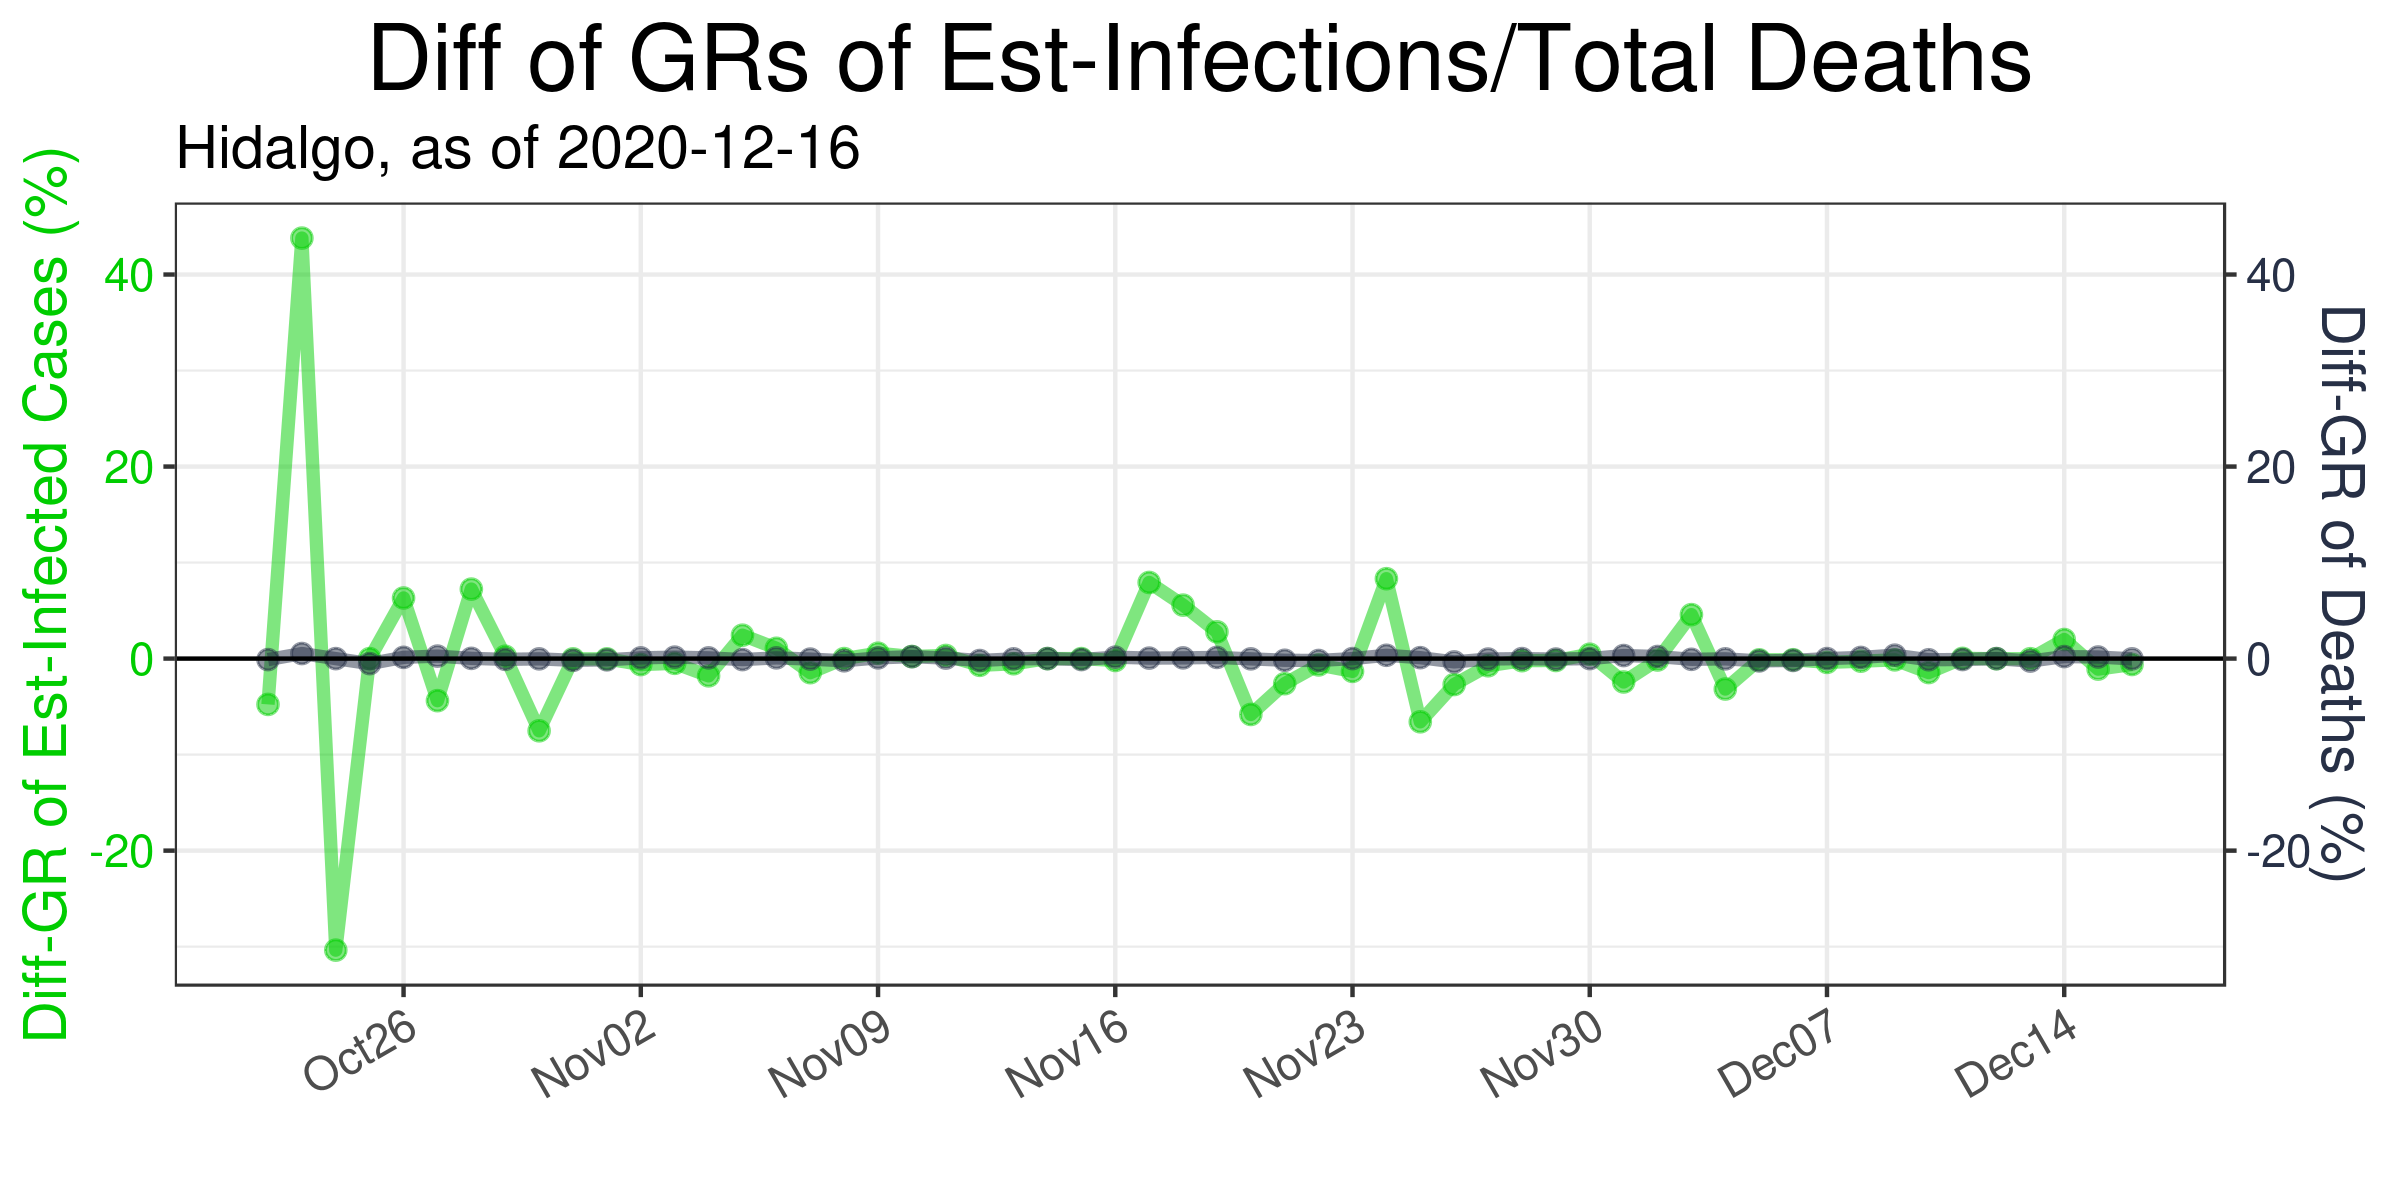 Diff of GRs of Est-Infections/Total Deaths
Hidalgo, as of 2020-12-16
Diff-GR of Est-Infected Cases (%)
40
20
0
-20
40
20
0
-20
Diff-GR of Deaths (%)
Oct26
Nov02
Nov09
Nov16
Nov23
Nov30
Dec07
Dec14